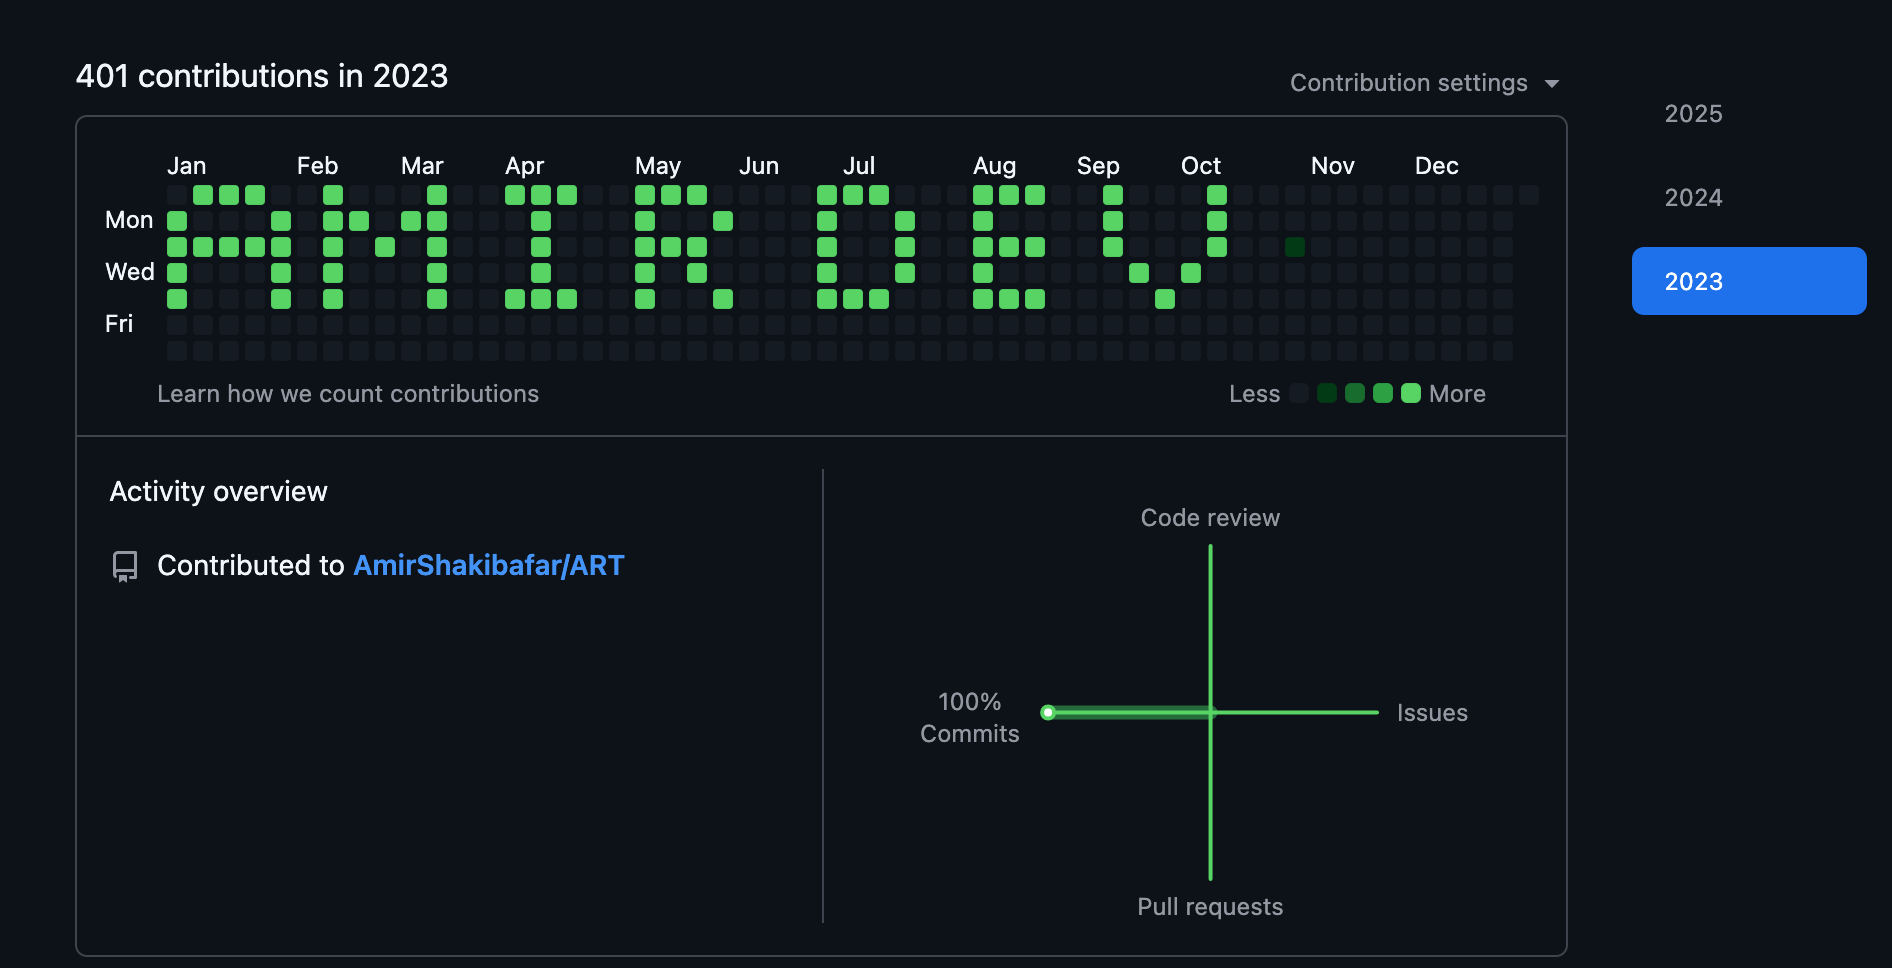 401 contributions in 2023
Contribution settings
2025
2024
2023
Jan Feb Mar Apr May Jun Jul Aug Sep Oct Nov Dec
Mon
Wed
Fri
AMIR DEV
Learn how we count contributions
Less More
Activity overview
Contributed to AmirShakibafar/ART
Code review
100%
Commits
Issues
Pull requests